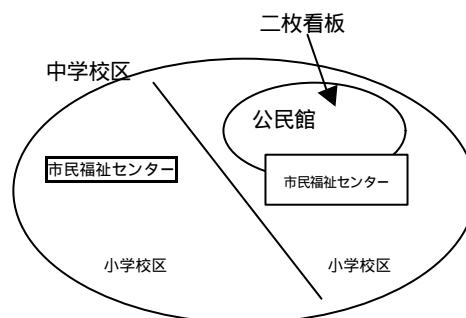 二枚看板
中学校区
公民館
市民福祉センター
市民福祉センター
小学校区
小学校区